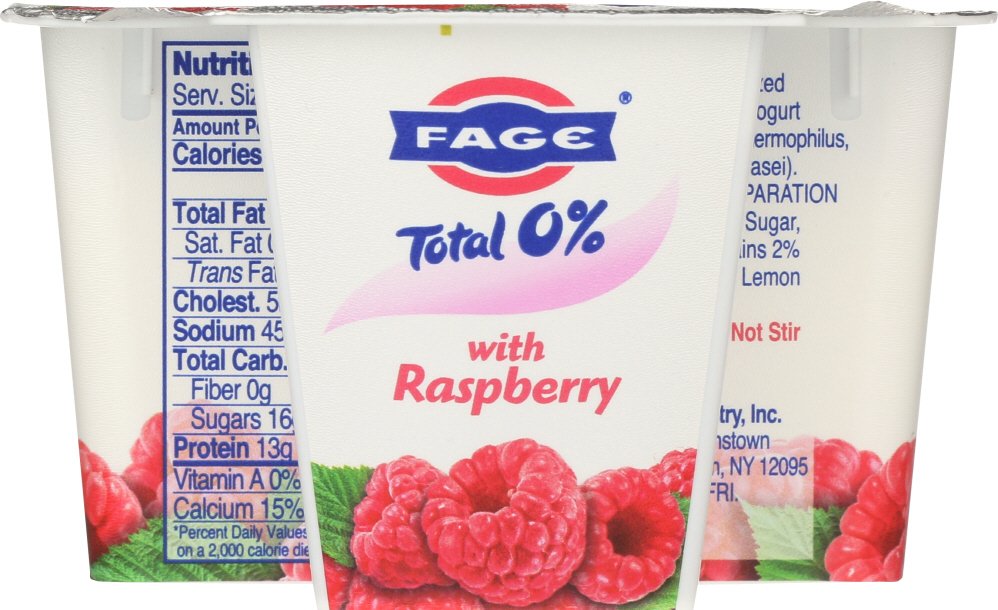 Nutriti
Serv. Siz
Amount P
Calories
Total Fat
Sat. Fat
Trans Fa
Cholest. 5
Sodium 45
Total Carb.
Fiber 0g
Sugars 16
Protein 13g
Vitamin A 0%
Calcium 15%
*Percent Daily Values
on a 2,000 calorie die
FAGE®
Total 0%
with
Raspberry
zed
ogurt
ermophilus,
asei).
PARATION
Sugar,
ins 2%
Lemon
Not Stir
try, Inc.
nstown
n, NY 12095
FRI.